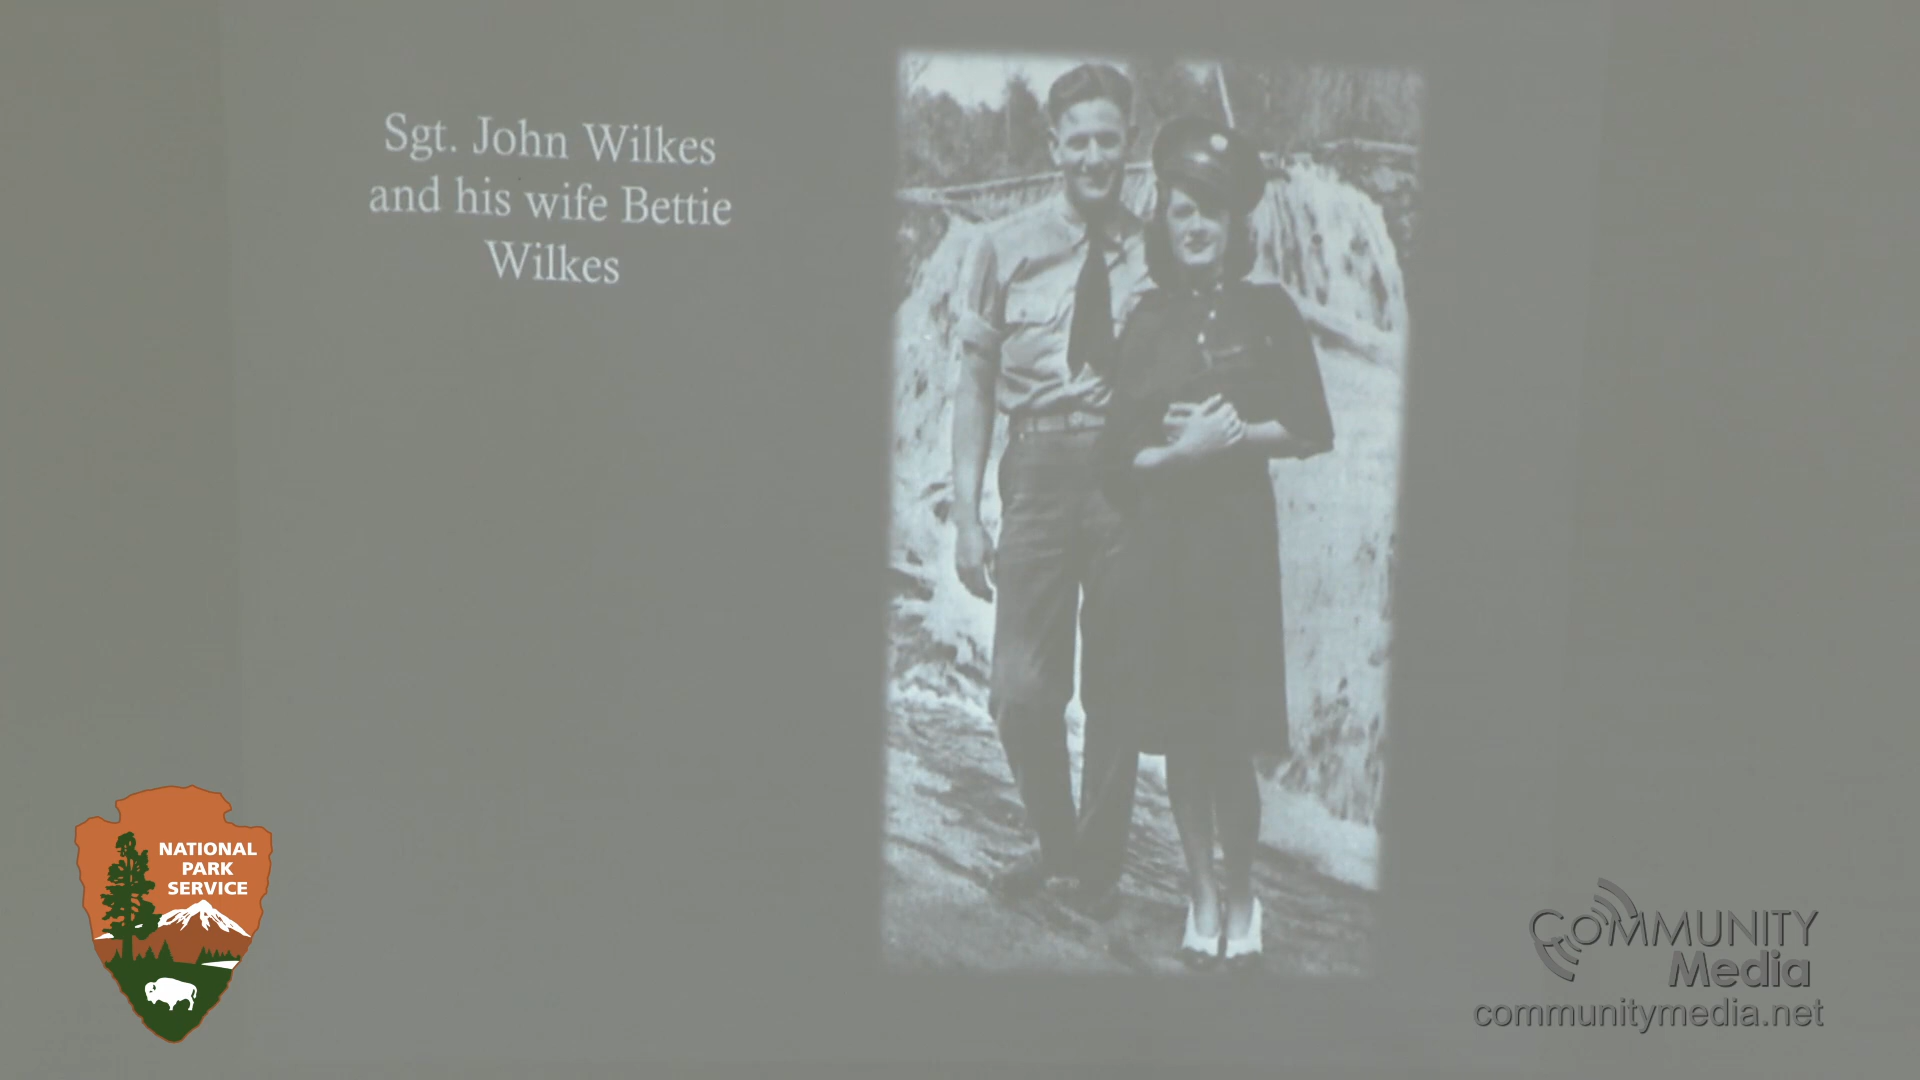 Sgt. John Wilkes
and his wife Bettie
Wilkes
NATIONAL
PARK
SERVICE
COMMUNITY
Media
communitymedia.net